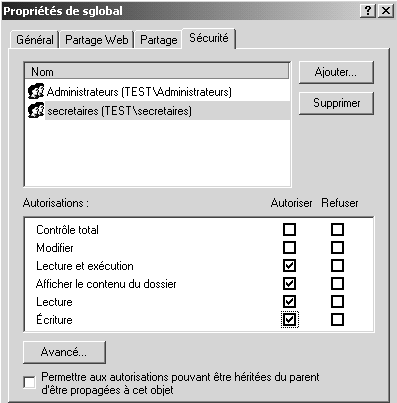 Propriétés de sglobal
Général
Partage Web
Partage
Sécurité
Nom
Ajouter...
Administrateurs (TEST\Administrateurs)
secretaires (TEST\secretaires)
Supprimer
Autorisations :
Autoriser
Refuser
Contrôle total
Modifier
Lecture et exécution
Afficher le contenu du dossier
Lecture
Écriture
Avancé...
Permettre aux autorisations pouvant être héritées du parent
d'être propagées à cet objet